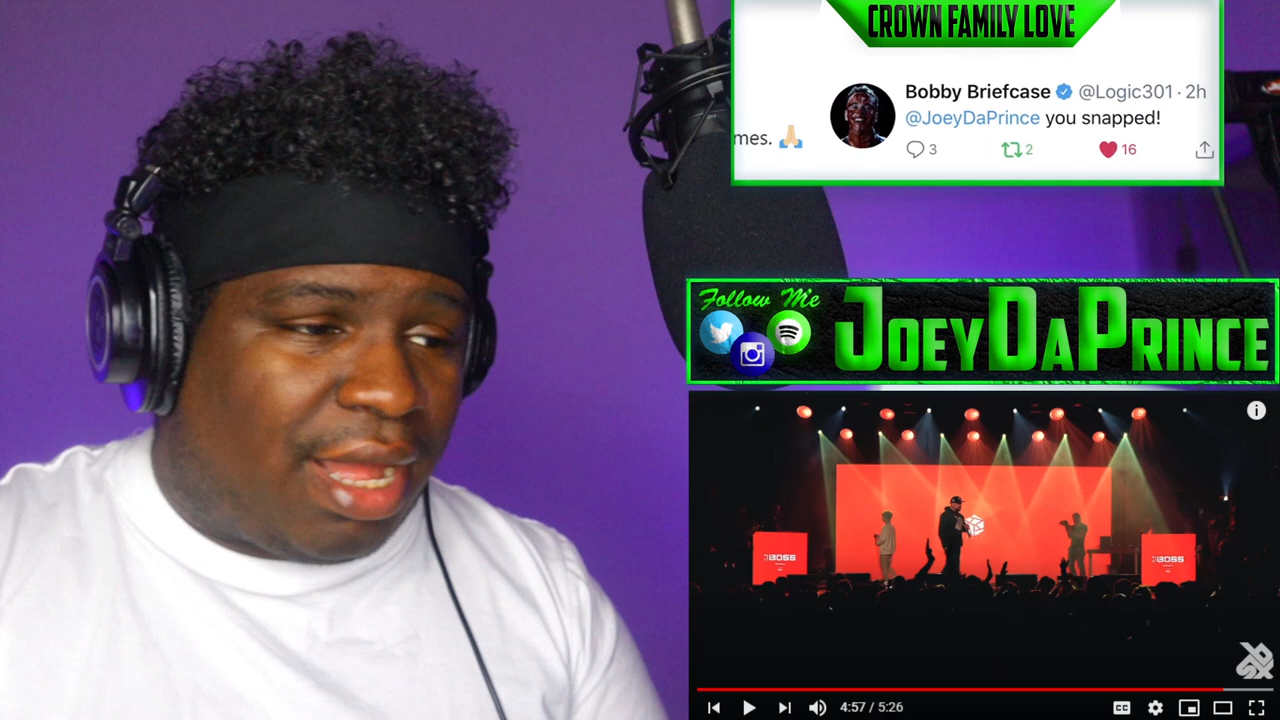 CROWN FAMILY LOVE
Bobby Briefcase @Logic301 · 2h
@JoeyDaPrince you snapped!
mes. 🙏🏼
3 2 16
Follow Me
JOEYDAPRINCE
BOSS
BOSS
4:57 / 5:26
CC